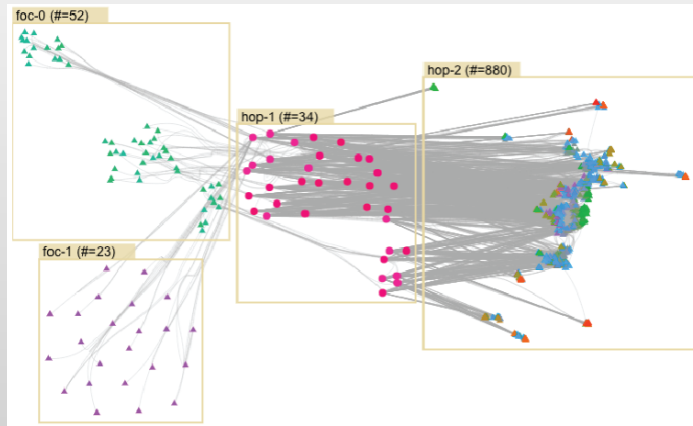 foc-0 (#=52)
hop-2 (#=880)
hop-1 (#=34)
foc-1 (#=23)